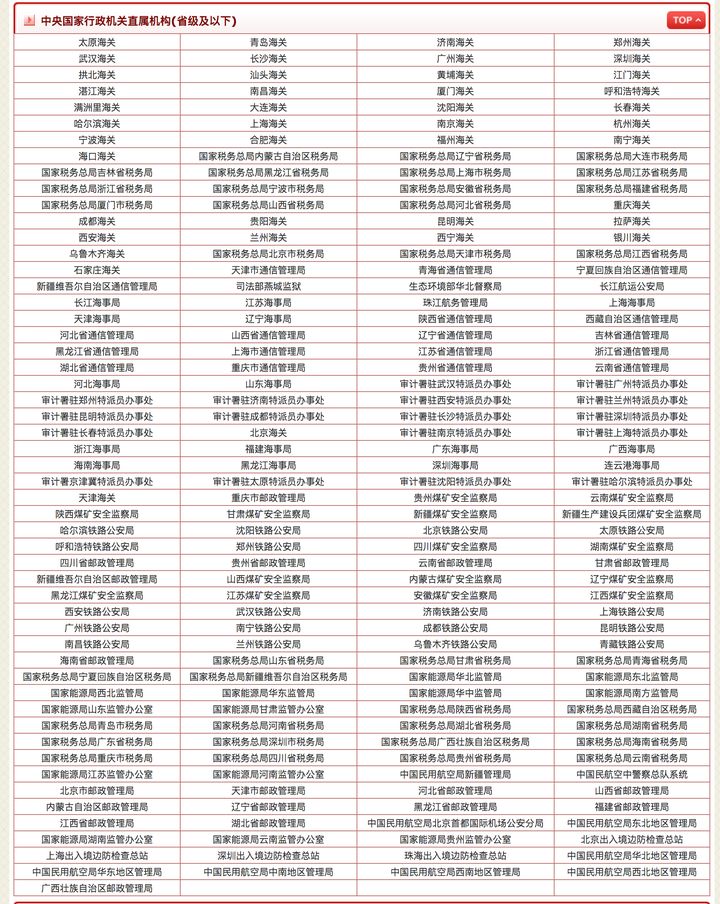 中央国家行政机关直属机构(省级及以下) TOP
太原海关 青岛海关 济南海关 郑州海关
武汉海关 长沙海关 广州海关 深圳海关
拱北海关 汕头海关 黄埔海关 江门海关
湛江海关 南昌海关 厦门海关 呼和浩特海关
满洲里海关 大连海关 沈阳海关 长春海关
哈尔滨海关 上海海关 南京海关 杭州海关
宁波海关 合肥海关 福州海关 南宁海关
海口海关 国家税务总局内蒙古自治区税务局 国家税务总局辽宁省税务局 国家税务总局大连市税务局
国家税务总局吉林省税务局 国家税务总局黑龙江省税务局 国家税务总局上海市税务局 国家税务总局江苏省税务局
国家税务总局浙江省税务局 国家税务总局宁波市税务局 国家税务总局安徽省税务局 国家税务总局福建省税务局
国家税务总局厦门市税务局 国家税务总局山西省税务局 国家税务总局河北省税务局 重庆海关
成都海关 贵阳海关 昆明海关 拉萨海关
西安海关 兰州海关 西宁海关 银川海关
乌鲁木齐海关 国家税务总局北京市税务局 国家税务总局天津市税务局 国家税务总局江西省税务局
石家庄海关 天津市通信管理局 青海省通信管理局 宁夏回族自治区通信管理局
新疆维吾尔自治区通信管理局 司法部燕城监狱 生态环境部华北督察局 长江航运公安局
长江海事局 江苏海事局 珠江航务管理局 上海海事局
天津海事局 辽宁海事局 陕西省通信管理局 西藏自治区通信管理局
河北省通信管理局 山西省通信管理局 辽宁省通信管理局 吉林省通信管理局
黑龙江省通信管理局 上海市通信管理局 江苏省通信管理局 浙江省通信管理局
湖北省通信管理局 重庆市通信管理局 贵州省通信管理局 云南省通信管理局
河北海事局 山东海事局 审计署驻武汉特派员办事处 审计署驻广州特派员办事处
审计署驻郑州特派员办事处 审计署驻济南特派员办事处 审计署驻西安特派员办事处 审计署驻兰州特派员办事处
审计署驻昆明特派员办事处 审计署驻成都特派员办事处 审计署驻长沙特派员办事处 审计署驻深圳特派员办事处
审计署驻长春特派员办事处 北京海关 审计署驻南京特派员办事处 审计署驻上海特派员办事处
浙江海事局 福建海事局 广东海事局 广西海事局
海南海事局 黑龙江海事局 深圳海事局 连云港海事局
审计署京津冀特派员办事处 审计署驻太原特派员办事处 审计署驻沈阳特派员办事处 审计署驻哈尔滨特派员办事处
天津海关 重庆市邮政管理局 贵州煤矿安全监察局 云南煤矿安全监察局
陕西煤矿安全监察局 甘肃煤矿安全监察局 新疆煤矿安全监察局 新疆生产建设兵团煤矿安全监察局
哈尔滨铁路公安局 沈阳铁路公安局 北京铁路公安局 太原铁路公安局
呼和浩特铁路公安局 郑州铁路公安局 四川煤矿安全监察局 湖南煤矿安全监察局
四川省邮政管理局 贵州省邮政管理局 云南省邮政管理局 甘肃省邮政管理局
新疆维吾尔自治区邮政管理局 山西煤矿安全监察局 内蒙古煤矿安全监察局 辽宁煤矿安全监察局
黑龙江煤矿安全监察局 江苏煤矿安全监察局 安徽煤矿安全监察局 江西煤矿安全监察局
西安铁路公安局 武汉铁路公安局 济南铁路公安局 上海铁路公安局
广州铁路公安局 南宁铁路公安局 成都铁路公安局 昆明铁路公安局
南昌铁路公安局 兰州铁路公安局 乌鲁木齐铁路公安局 青藏铁路公安局
海南省邮政管理局 国家税务总局山东省税务局 国家税务总局甘肃省税务局 国家税务总局青海省税务局
国家税务总局宁夏回族自治区税务局 国家税务总局新疆维吾尔自治区税务局 国家能源局华北监管局 国家能源局东北监管局
国家能源局西北监管局 国家能源局华东监管局 国家能源局华中监管局 国家能源局南方监管局
国家能源局山东监管办公室 国家能源局甘肃监管办公室 国家税务总局陕西省税务局 国家税务总局西藏自治区税务局
国家税务总局青岛市税务局 国家税务总局河南省税务局 国家税务总局湖北省税务局 国家税务总局湖南省税务局
国家税务总局广东省税务局 国家税务总局深圳市税务局 国家税务总局广西壮族自治区税务局 国家税务总局海南省税务局
国家税务总局重庆市税务局 国家税务总局四川省税务局 国家税务总局贵州省税务局 国家税务总局云南省税务局
国家能源局江苏监管办公室 国家能源局河南监管办公室 中国民用航空局新疆管理局 中国民航空中警察总队系统
北京市邮政管理局 天津市邮政管理局 河北省邮政管理局 山西省邮政管理局
内蒙古自治区邮政管理局 辽宁省邮政管理局 黑龙江省邮政管理局 福建省邮政管理局
江西省邮政管理局 湖北省邮政管理局 中国民用航空局北京首都国际机场公安分局 中国民用航空局东北地区管理局
国家能源局湖南监管办公室 国家能源局云南监管办公室 国家能源局贵州监管办公室 北京出入境边防检查总站
上海出入境边防检查总站 深圳出入境边防检查总站 珠海出入境边防检查总站 中国民用航空局华北地区管理局
中国民用航空局华东地区管理局 中国民用航空局中南地区管理局 中国民用航空局西南地区管理局 中国民用航空局西北地区管理局
广西壮族自治区邮政管理局